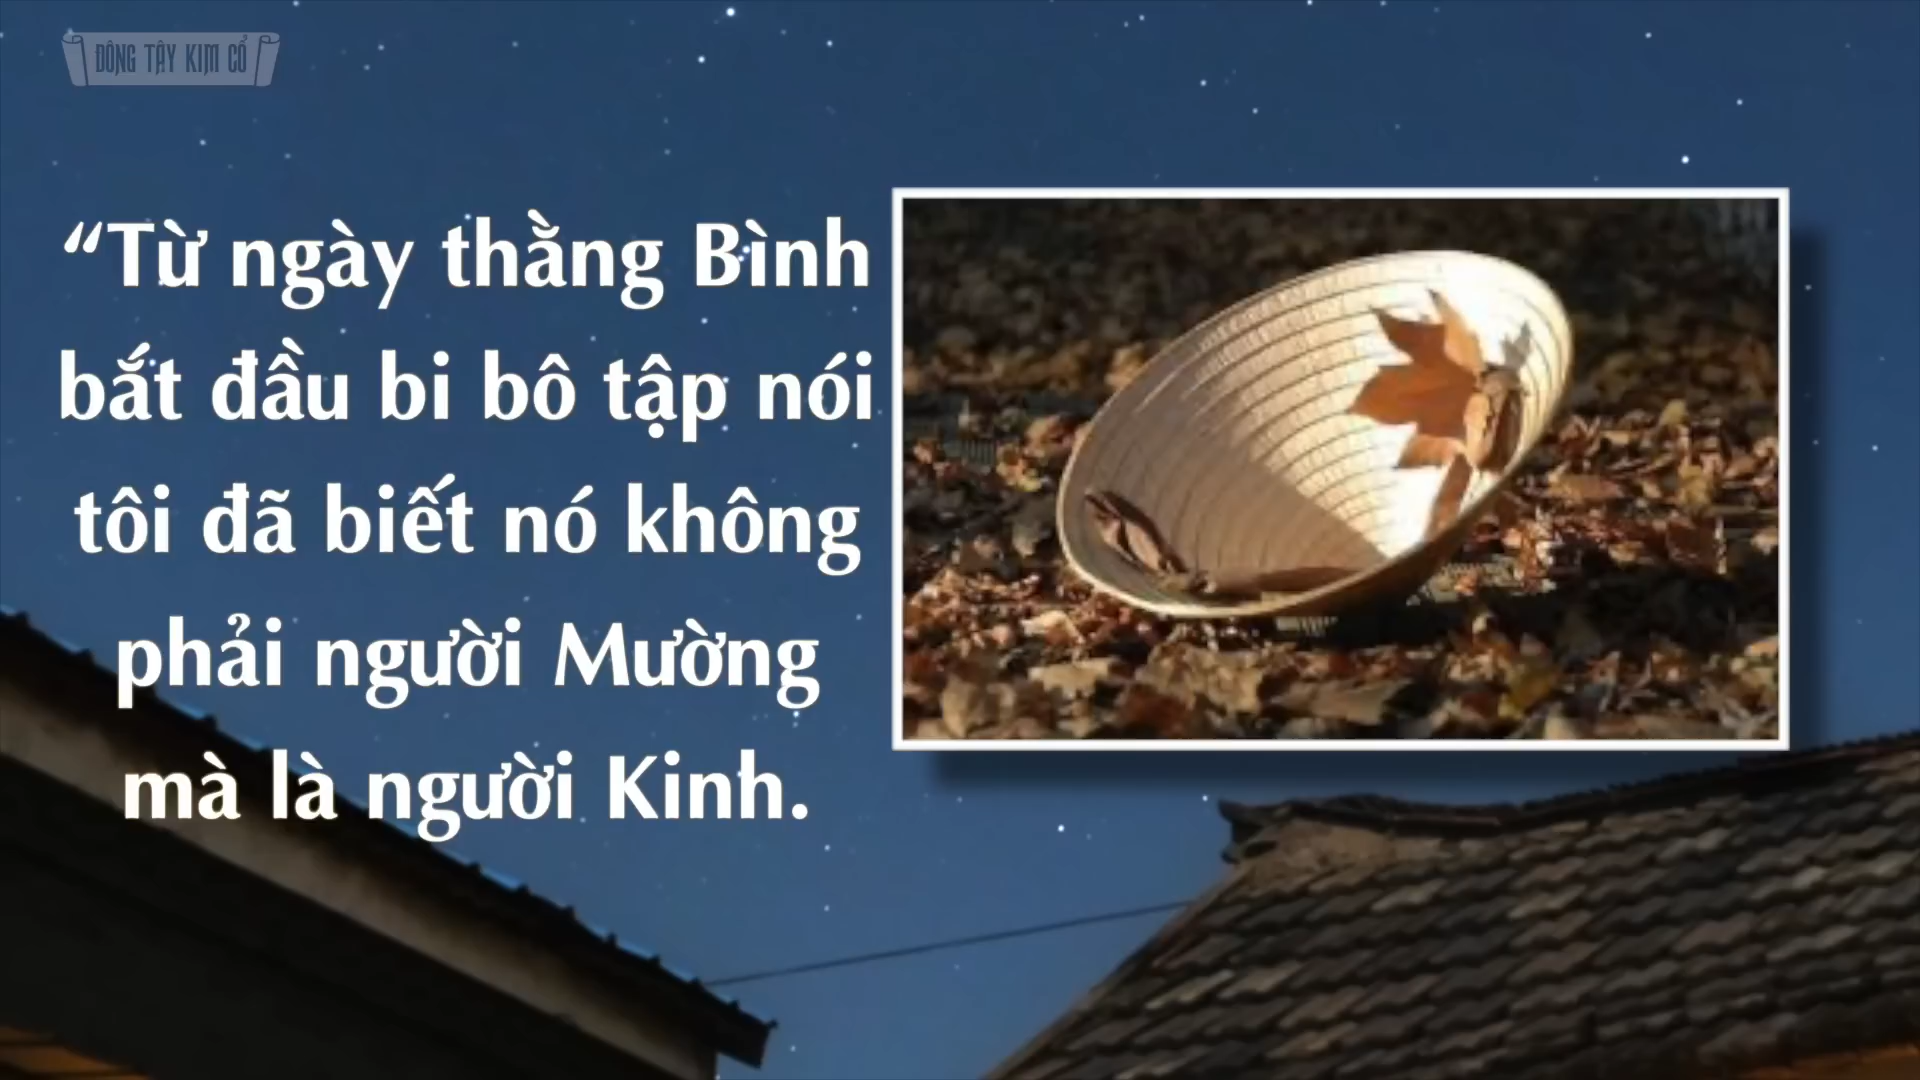 ĐÔNG TÂY KIM CỔ
“Từ ngày thằng Bình
bắt đầu bi bô tập nói
tôi đã biết nó không
phải người Mường
mà là người Kinh.